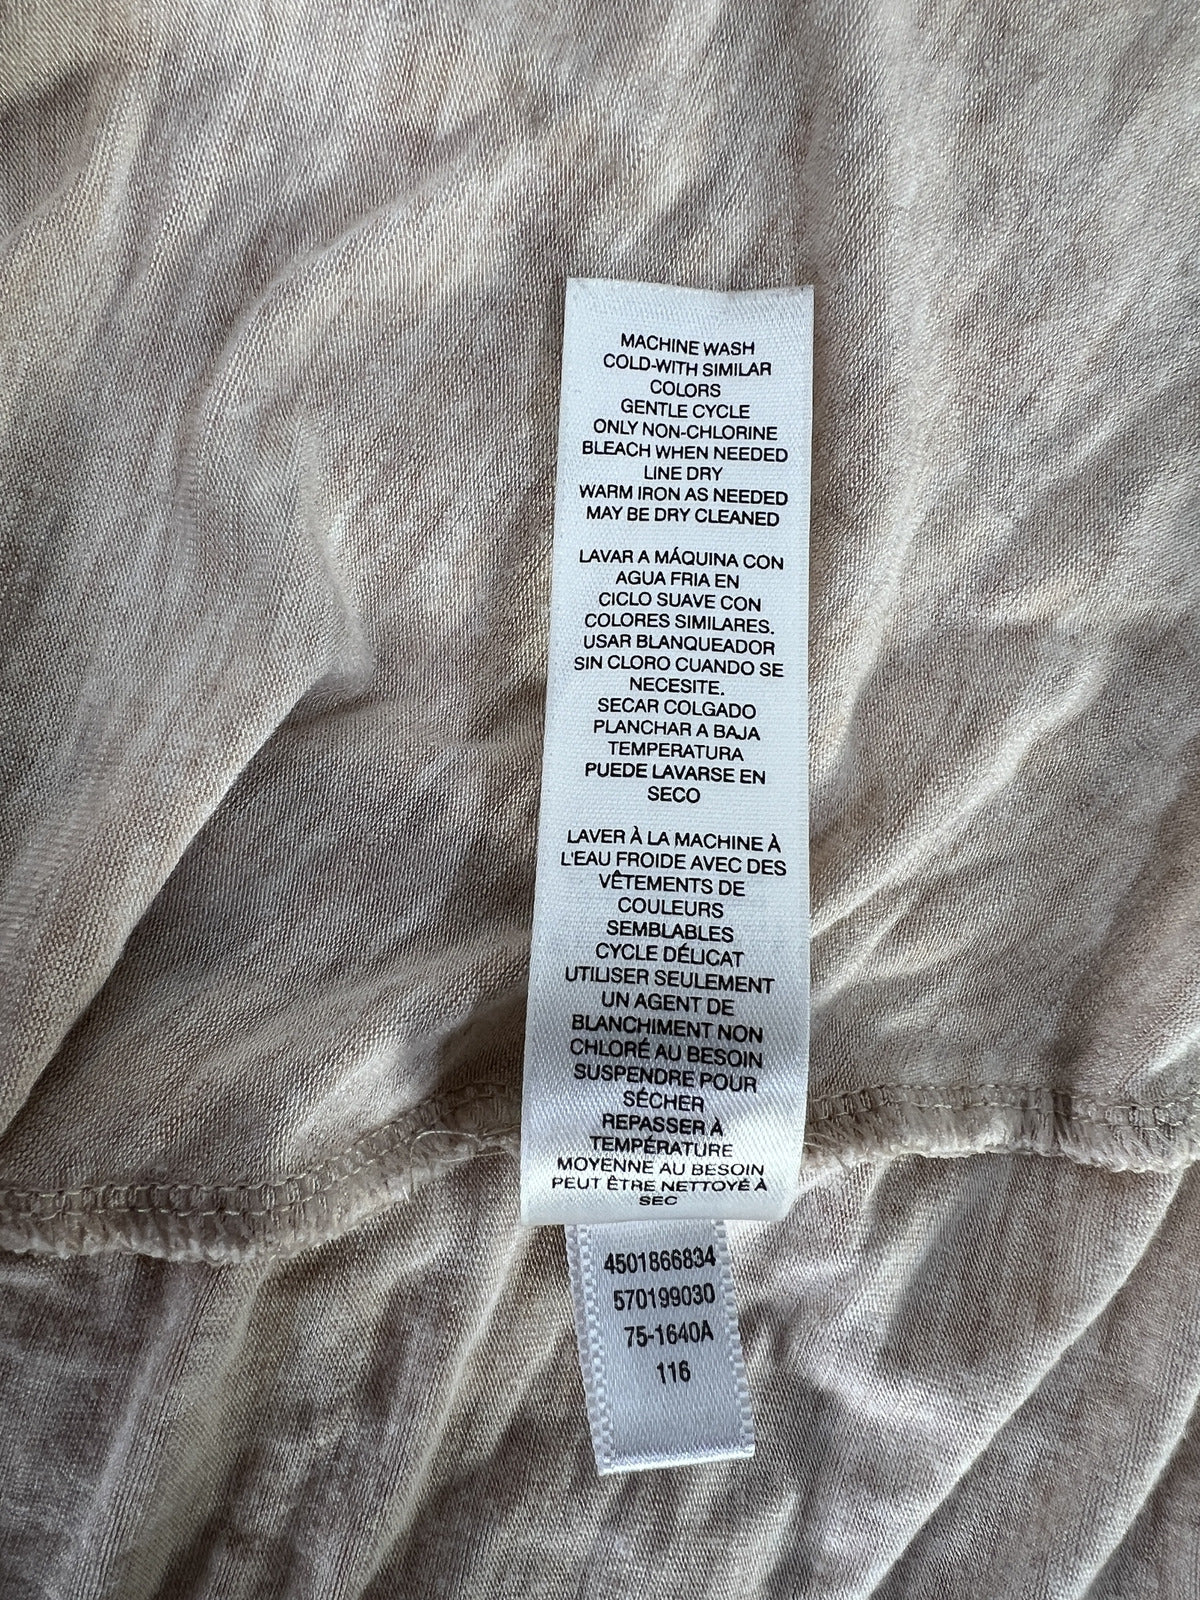 MACHINE WASH
COLD-WITH SIMILAR
COLORS
GENTLE CYCLE
ONLY NON-CHLORINE
BLEACH WHEN NEEDED
LINE DRY
WARM IRON AS NEEDED
MAY BE DRY CLEANED
LAVAR A MÁQUINA CON
AGUA FRIA EN
CICLO SUAVE CON
COLORES SIMILARES.
USAR BLANQUEADOR
SIN CLORO CUANDO SE
NECESITE.
SECAR COLGADO
PLANCHAR A BAJA
TEMPERATURA
PUEDE LAVARSE EN
SECO
LAVER À LA MACHINE À
L'EAU FROIDE AVEC DES
VÊTEMENTS DE
COULEURS
SEMBLABLES
CYCLE DÉLICAT
UTILISER SEULEMENT
UN AGENT DE
BLANCHIMENT NON
CHLORÉ AU BESOIN
SUSPENDRE POUR
SÉCHER
REPASSER À
TEMPÉRATURE
MOYENNE AU BESOIN
PEUT ÊTRE NETTOYÉ À
SEC
4501866834
570199030
75-1640A
116